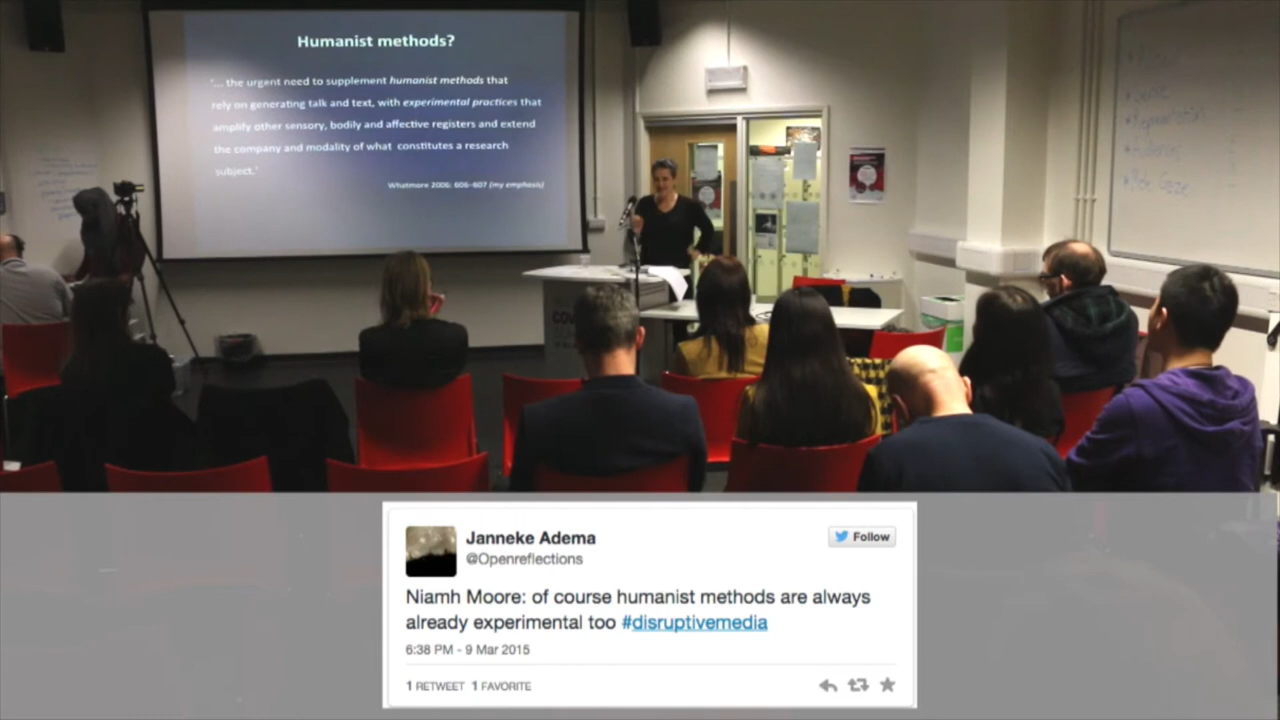 Humanist methods?
'... the urgent need to supplement humanist methods that
rely on generating talk and text, with experimental practices that
amplify other sensory, bodily and affective registers and extend
the company and modality of what constitutes a research
subject.'
Whatmore 2006: 606-607 (my emphasis)
Janneke Adema
@Openreflections
Follow
Niamh Moore: of course humanist methods are always
already experimental too #disruptivemedia
6:38 PM - 9 Mar 2015
1 RETWEET 1 FAVORITE